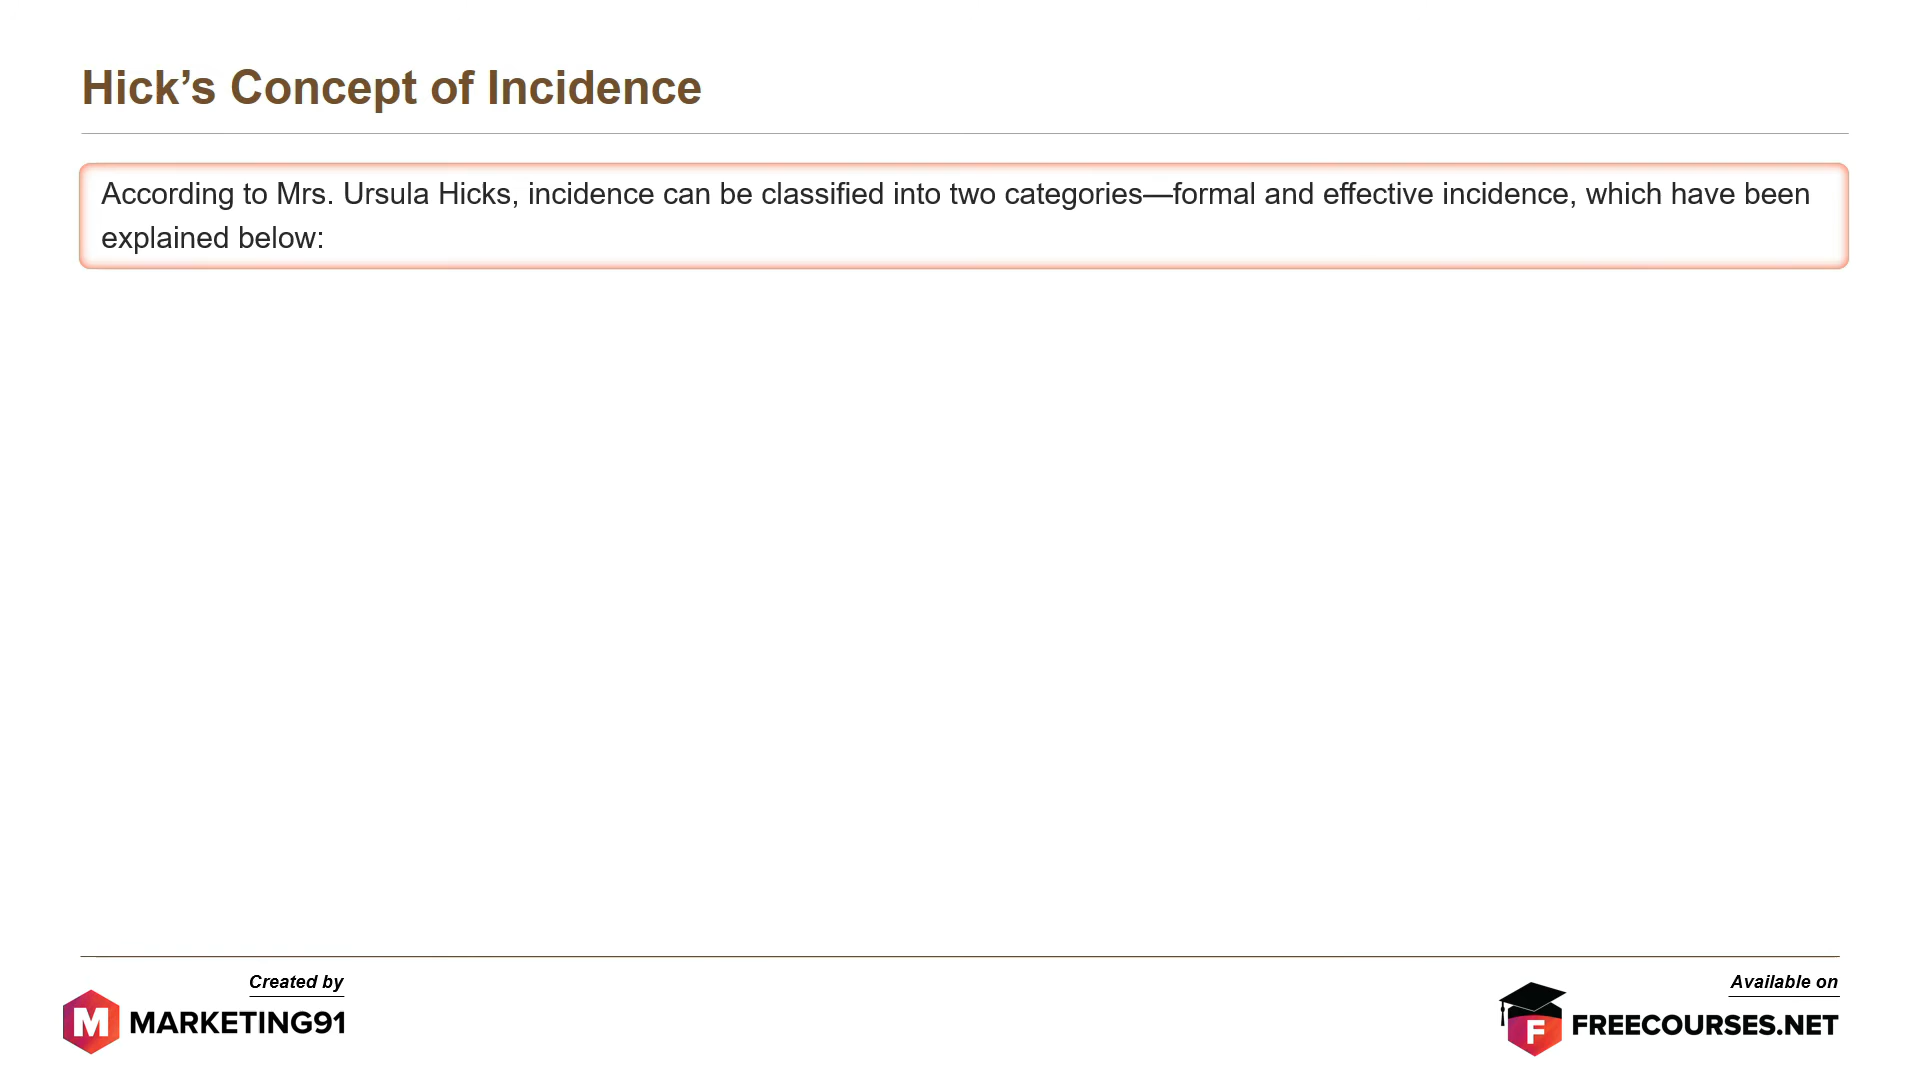 Hick’s Concept of Incidence
According to Mrs. Ursula Hicks, incidence can be classified into two categories—formal and effective incidence, which have been
explained below:
Created by
M MARKETING91
Available on
F FREECOURSES.NET